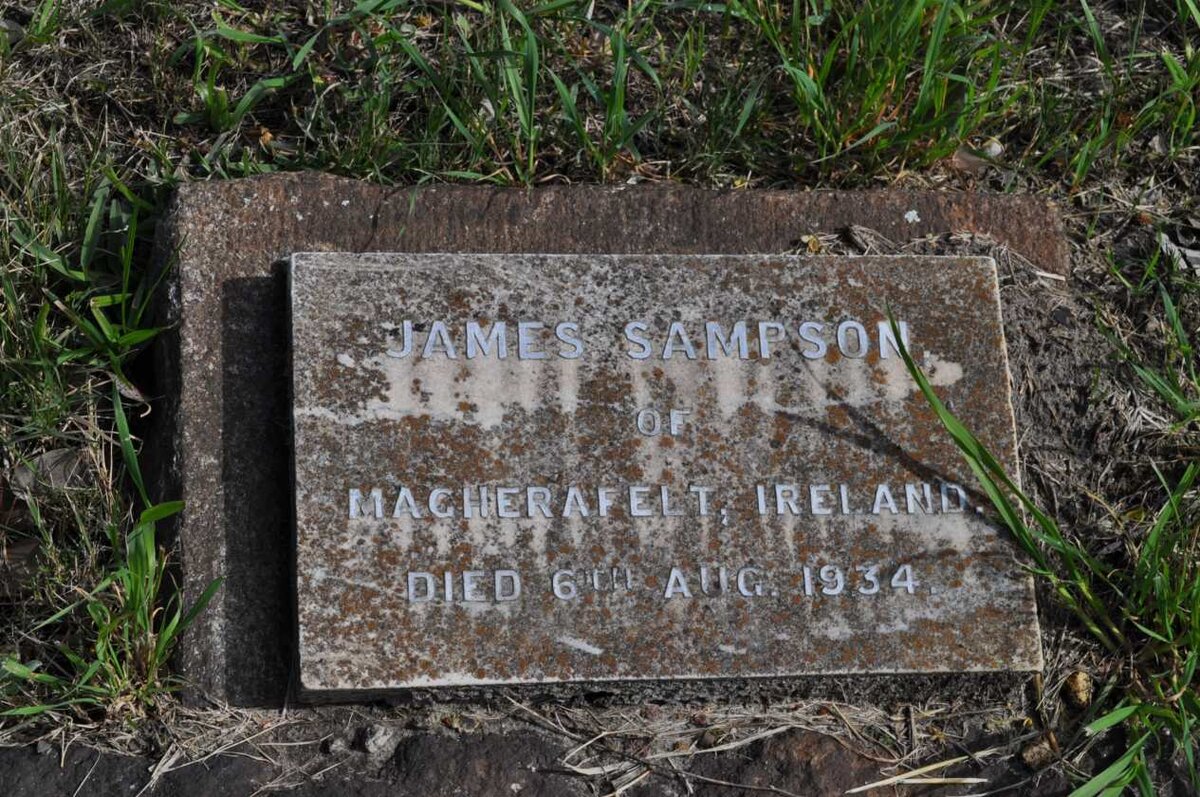 JAMES SAMPSON.
OF
MAGHERAFELT, IRELAND.
DIED 6TH AUG. 1934.